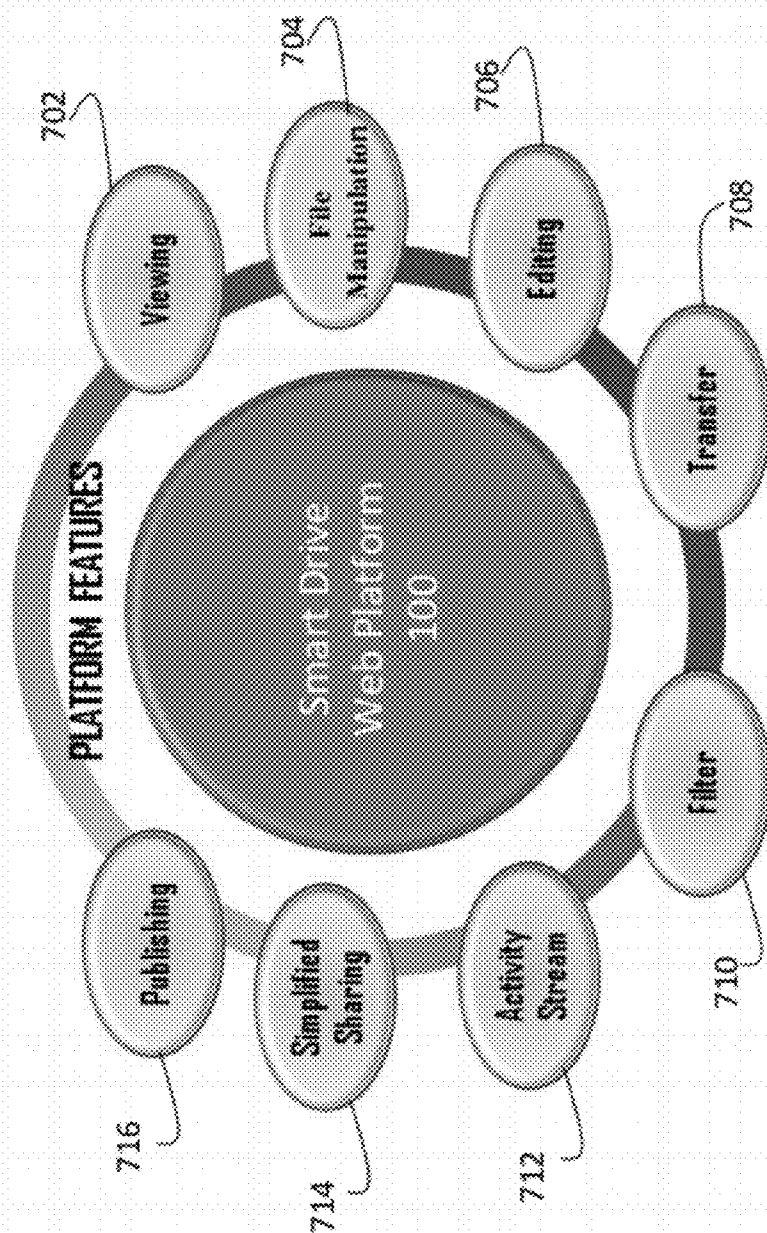 PLATFORM FEATURES
Smart Drive
Web Platform
100
Viewing
702
File
Manipulation
704
Editing
706
Transfer
708
Filter
710
Activity
Stream
712
Simplified
Sharing
714
Publishing
716